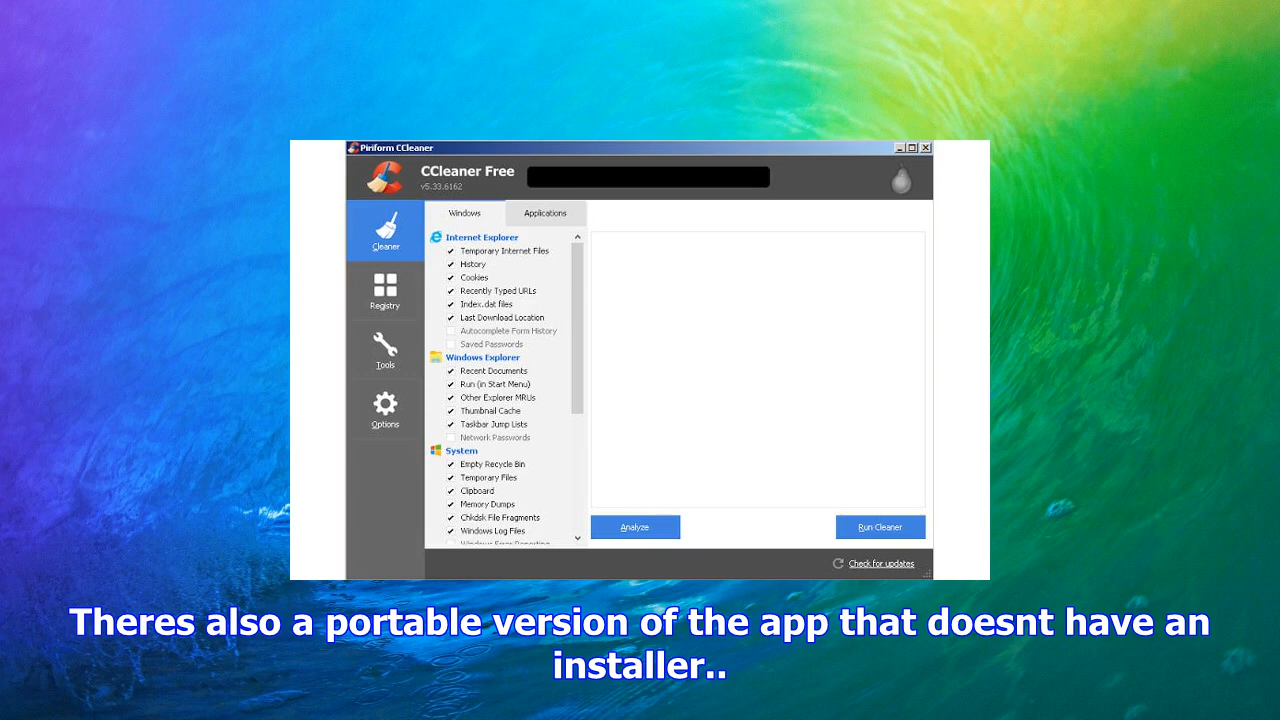 Piriform CCleaner
CCleaner Free
v5.33.6162
Cleaner
Registry
Tools
Options
Windows
Applications
Internet Explorer
Temporary Internet Files
History
Cookies
Recently Typed URLs
Index.dat files
Last Download Location
Autocomplete Form History
Saved Passwords
Windows Explorer
Recent Documents
Run (in Start Menu)
Other Explorer MRUs
Thumbnail Cache
Taskbar Jump Lists
Network Passwords
System
Empty Recycle Bin
Temporary Files
Clipboard
Memory Dumps
Chkdsk File Fragments
Windows Log Files
Windows Error Reporting
Analyze
Run Cleaner
Check for updates
Theres also a portable version of the app that doesnt have an
installer..